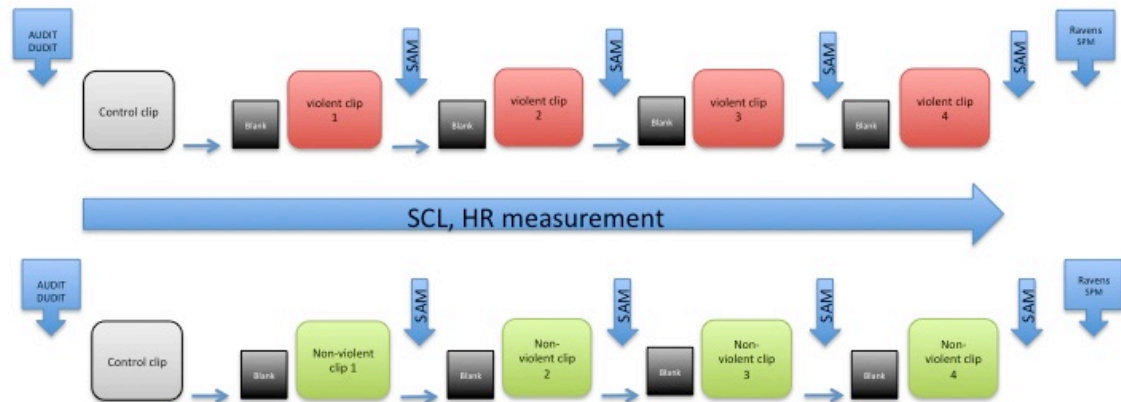 AUDIT
DUDIT
SAM
SAM
SAM
SAM
Ravens
SPM
Control clip
Blank
violent clip
1
Blank
violent clip
2
Blank
violent clip
3
Blank
violent clip
4
SCL, HR measurement
AUDIT
DUDIT
SAM
SAM
SAM
SAM
Ravens
SPM
Control clip
Blank
Non-violent
clip 1
Blank
Non-
violent clip
2
Blank
Non-
violent clip
3
Blank
Non-
violent clip
4